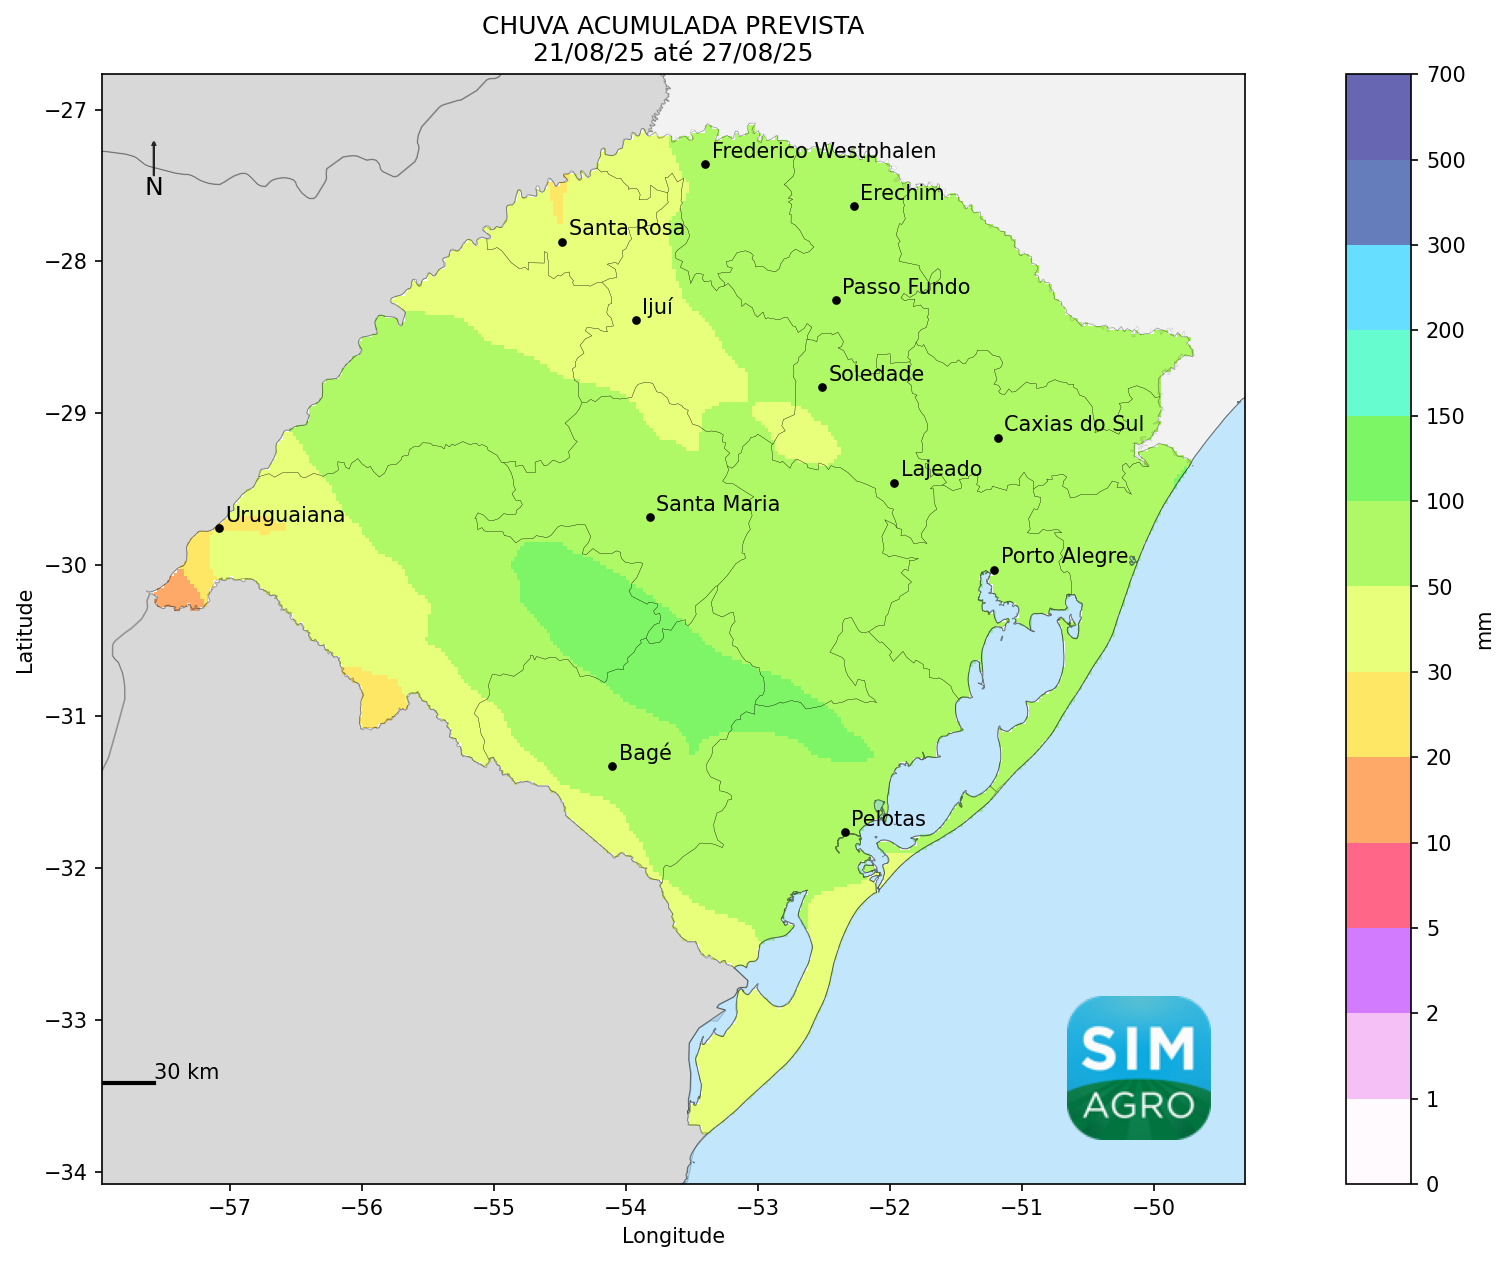 CHUVA ACUMULADA PREVISTA
21/08/25 até 27/08/25
−27
−28
−29
−30
−31
−32
−33
−34
Latitude
N
Frederico Westphalen
Erechim
Santa Rosa
Passo Fundo
Ijuí
Soledade
Caxias do Sul
Lajeado
Santa Maria
Uruguaiana
Porto Alegre
Bagé
Pelotas
30 km
SIM
AGRO
−57
−56
−55
−54
−53
−52
−51
−50
Longitude
700
500
300
200
150
100
50
30
20
10
5
2
1
0
mm